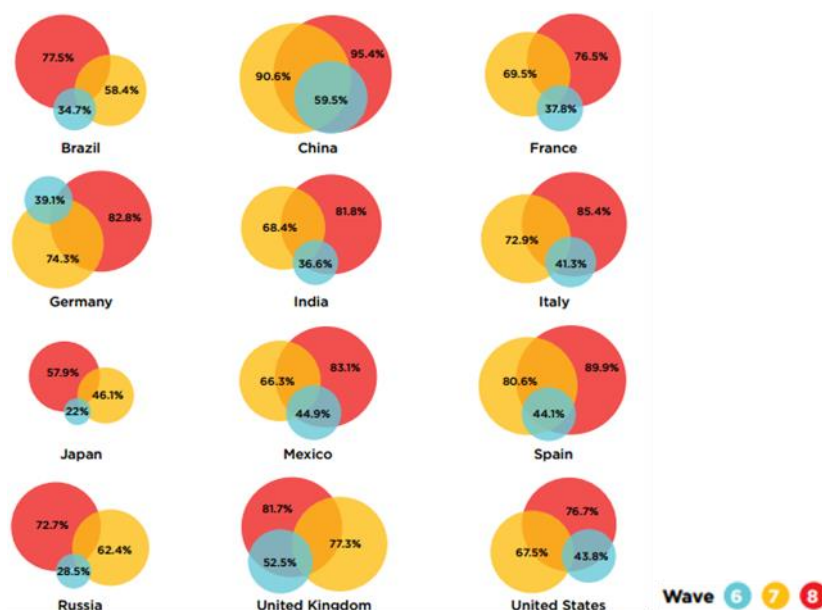 77.5%
58.4%
34.7%
Brazil
95.4%
90.6%
59.5%
China
76.5%
69.5%
37.8%
France
39.1%
82.8%
74.3%
Germany
81.8%
68.4%
36.6%
India
85.4%
72.9%
41.3%
Italy
57.9%
46.1%
22%
Japan
83.1%
66.3%
44.9%
Mexico
89.9%
80.6%
44.1%
Spain
72.7%
62.4%
28.5%
Russia
81.7%
77.3%
52.5%
United Kingdom
76.7%
67.5%
43.8%
United States
Wave 6 7 8